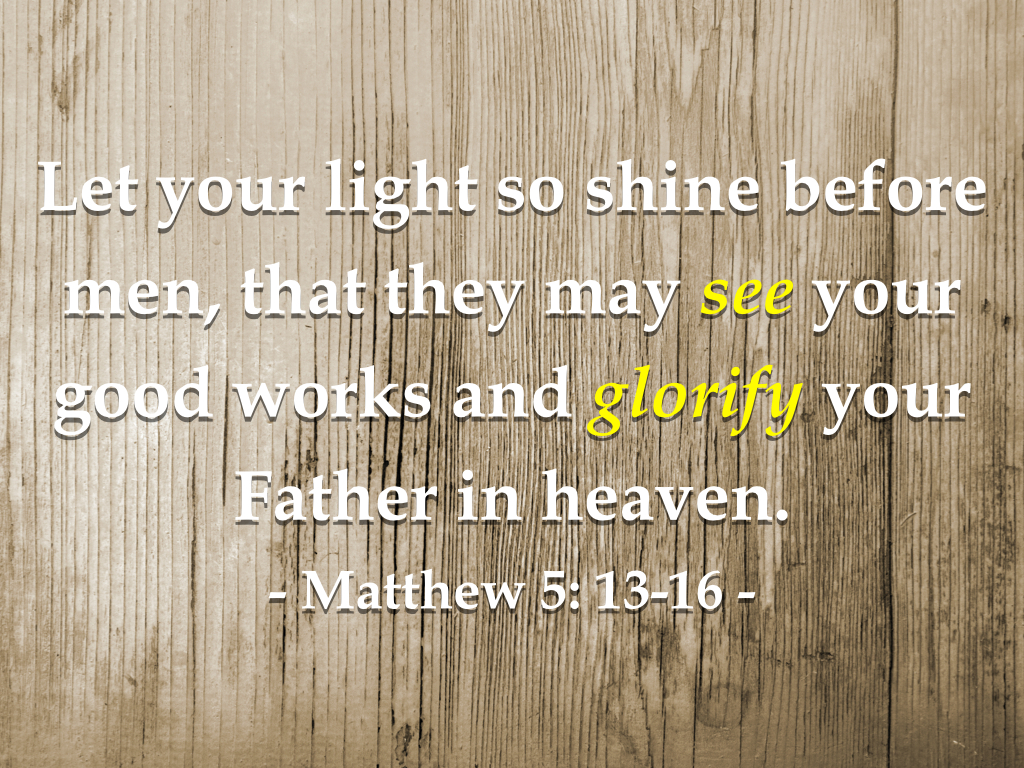 Let your light so shine before
men, that they may see your
good works and glorify your
Father in heaven.
- Matthew 5: 13-16 -